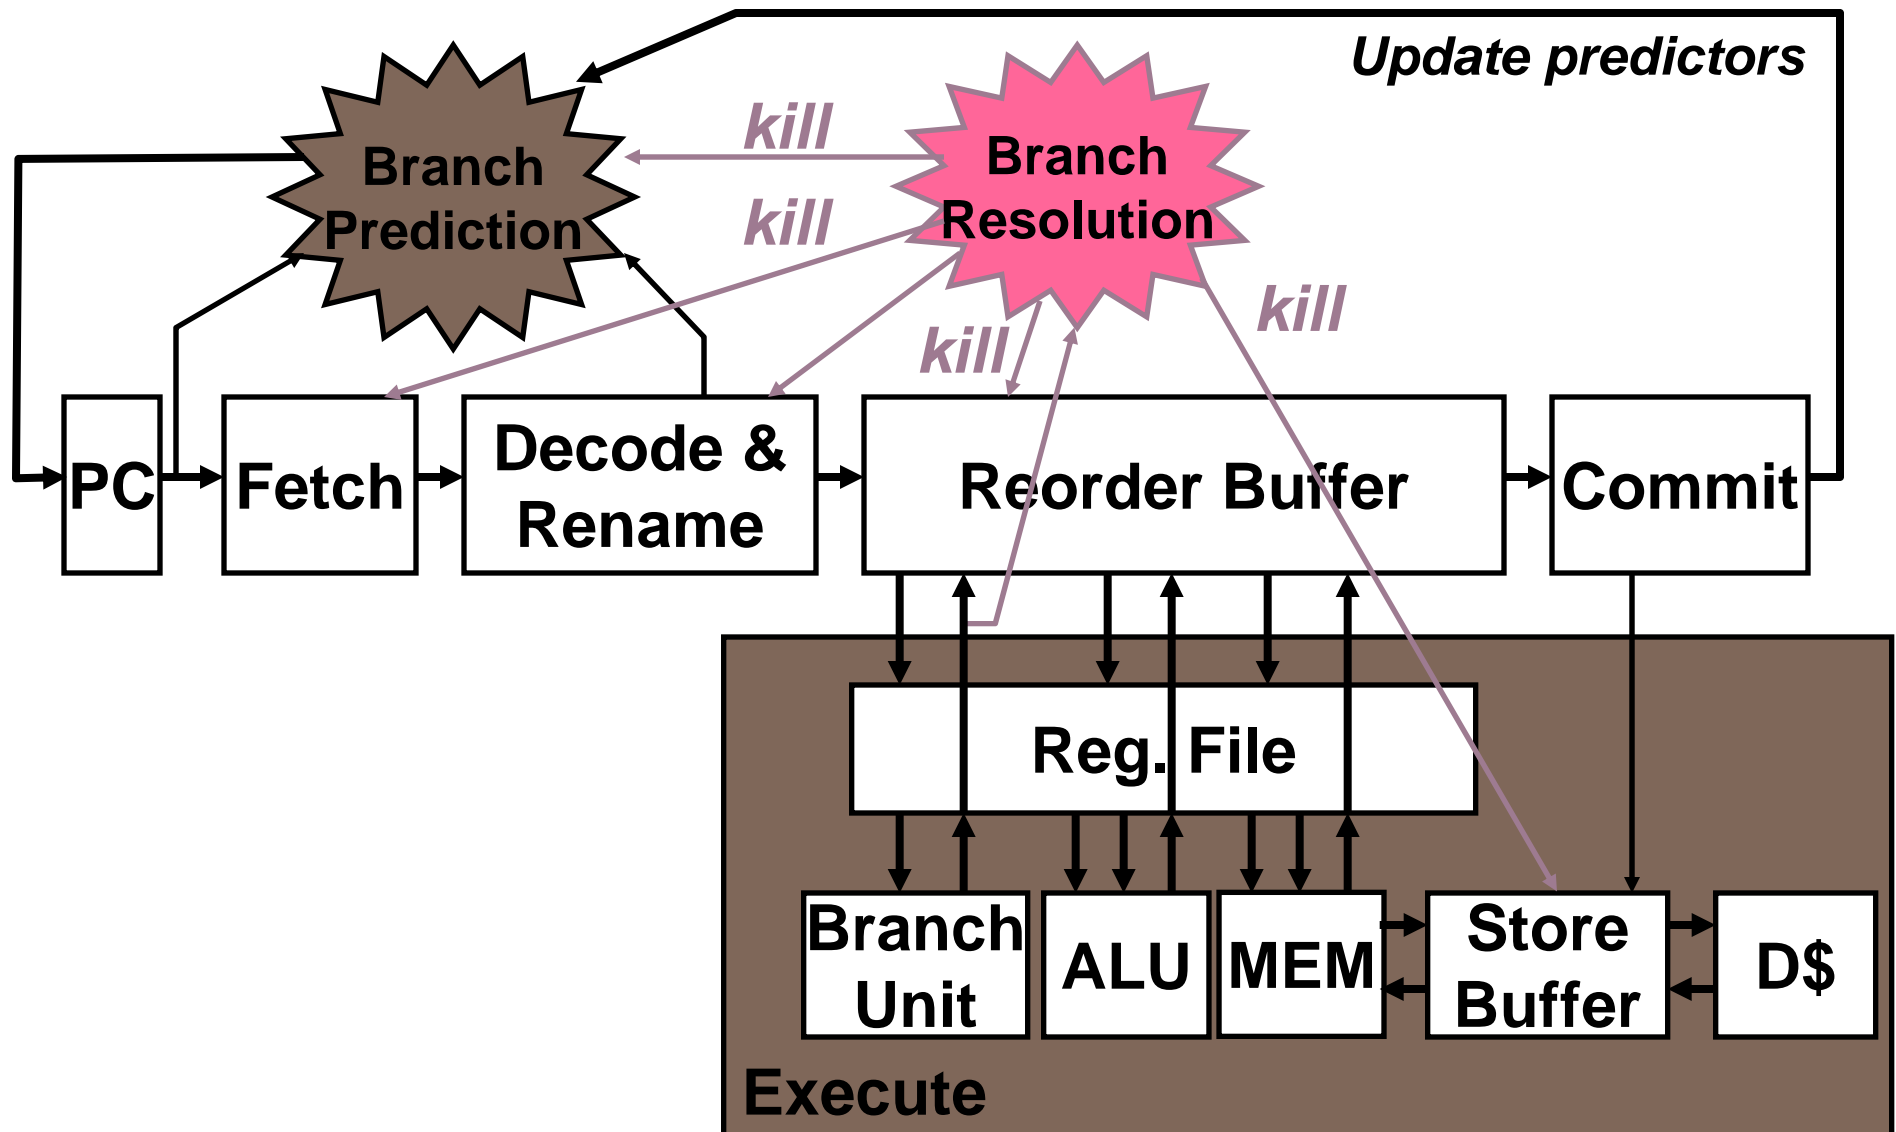 Update predictors
kill
Branch
Prediction
Branch
Resolution
kill
kill
kill
PC
Fetch
Decode &
Rename
Reorder Buffer
Commit
Reg. File
Branch
Unit
ALU
MEM
Store
Buffer
D$
Execute